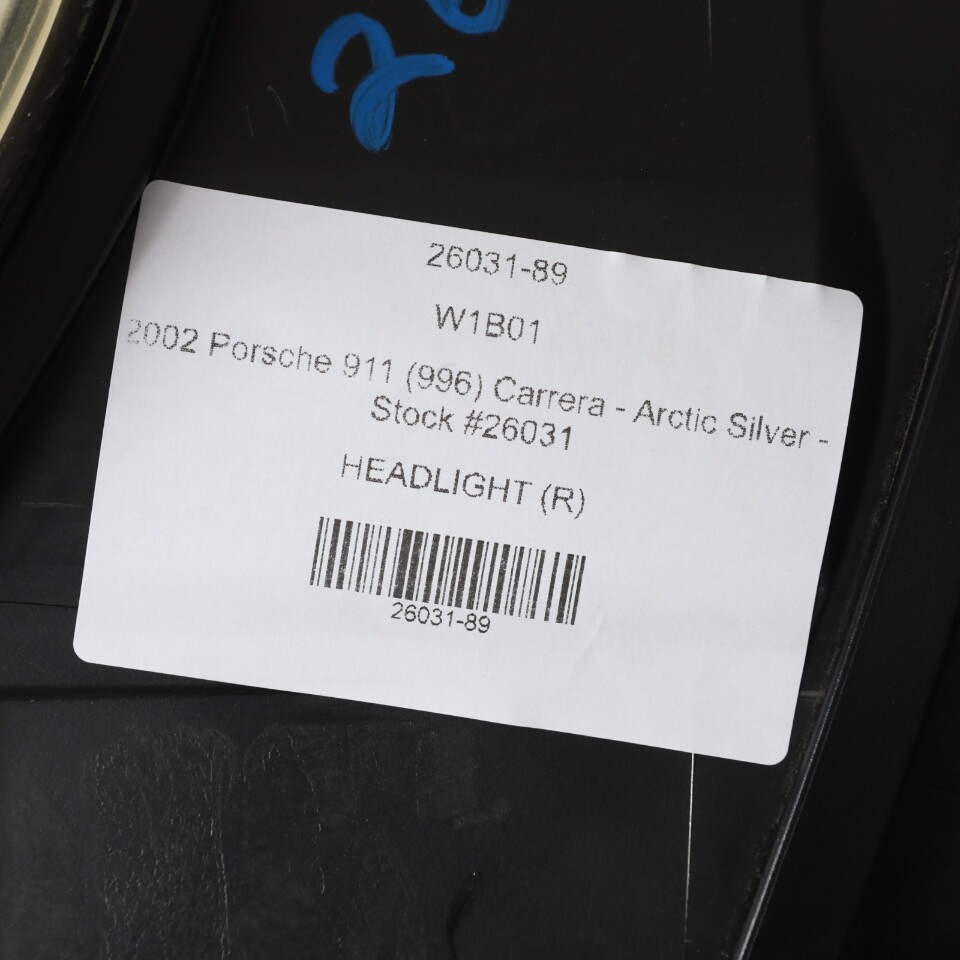 26031-89
W1B01
2002 Porsche 911 (996) Carrera - Arctic Silver -
Stock #26031
HEADLIGHT (R)
26031-89